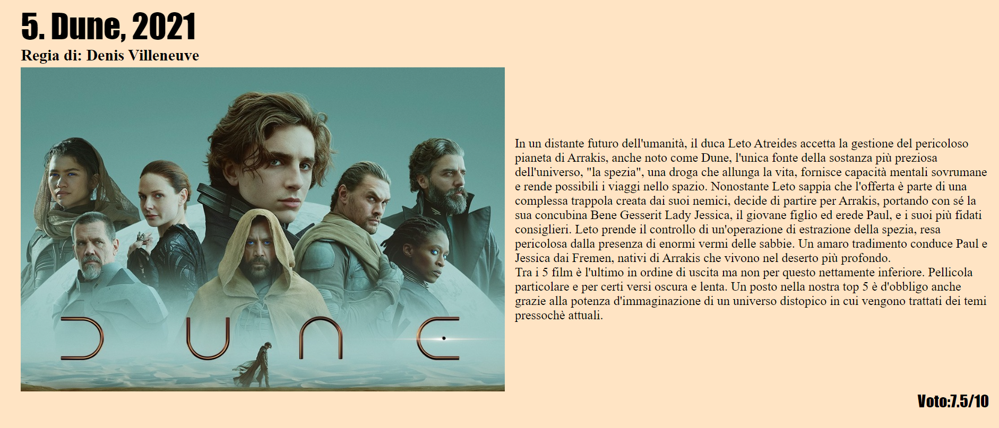 5. Dune, 2021
Regia di: Denis Villeneuve
In un distante futuro dell'umanità, il duca Leto Atreides accetta la gestione del pericoloso
pianeta di Arrakis, anche noto come Dune, l'unica fonte della sostanza più preziosa
dell'universo, "la spezia", una droga che allunga la vita, fornisce capacità mentali sovrumane
e rende possibili i viaggi nello spazio. Nonostante Leto sappia che l'offerta è parte di una
complessa trappola creata dai suoi nemici, decide di partire per Arrakis, portando con sé la
sua concubina Bene Gesserit Lady Jessica, il giovane figlio ed erede Paul, e i suoi più fidati
consiglieri. Leto prende il controllo di un'operazione di estrazione della spezia, resa
pericolosa dalla presenza di enormi vermi delle sabbie. Un amaro tradimento conduce Paul e
Jessica dai Fremen, nativi di Arrakis che vivono nel deserto più profondo.
Tra i 5 film è l'ultimo in ordine di uscita ma non per questo nettamente inferiore. Pellicola
particolare e per certi versi oscura e lenta. Un posto nella nostra top 5 è d'obbligo anche
grazie alla potenza d'immaginazione di un universo distopico in cui vengono trattati dei temi
pressochè attuali.
DUNE
Voto:7.5/10